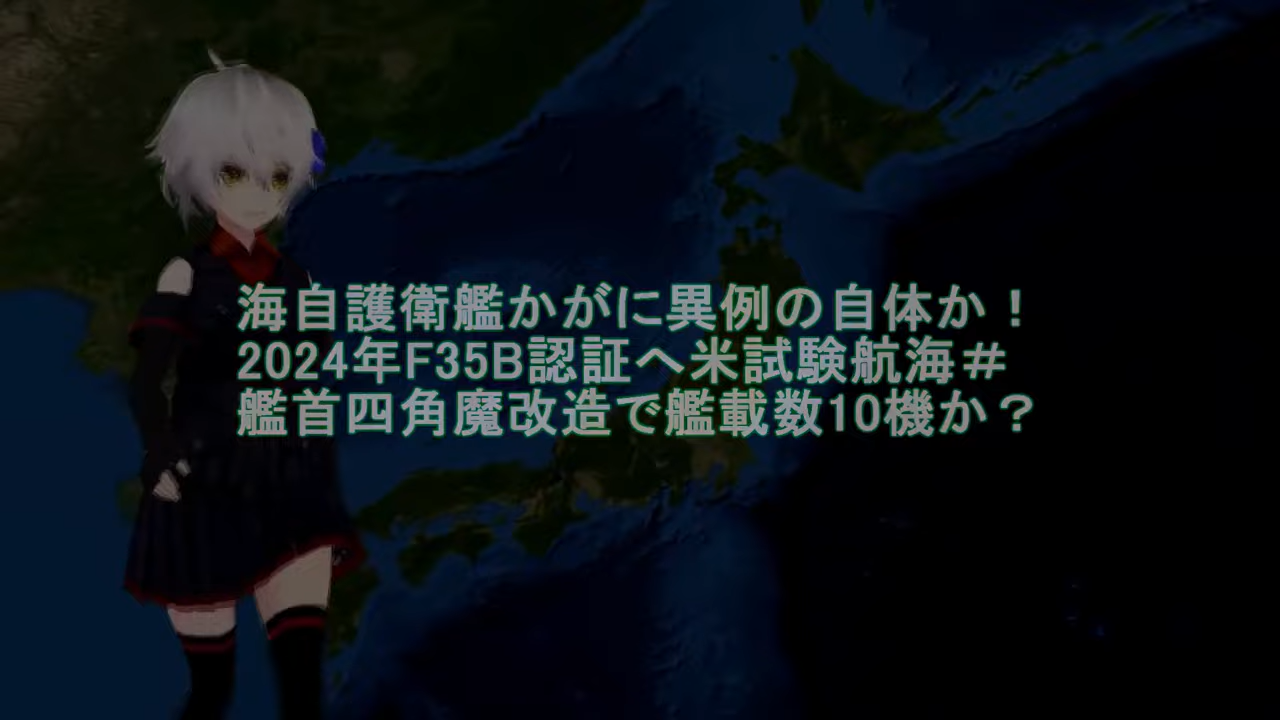 海自護衛艦かがに異例の自体か！
2024年F35B認証へ米試験航海＃
艦首四角魔改造で艦載数10機か？